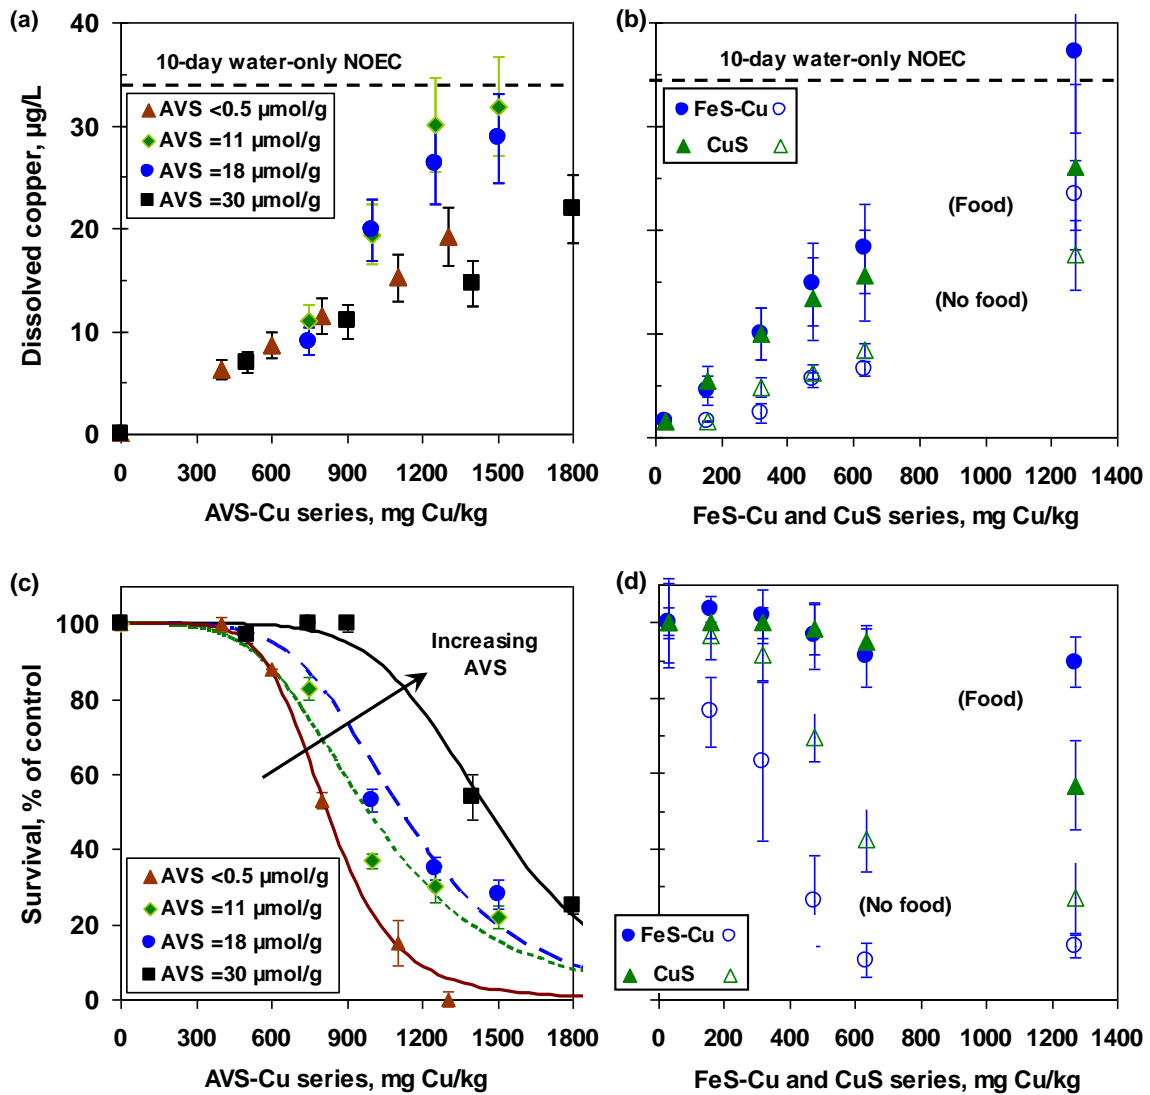 (a)
40
30
20
10
0
Dissolved copper, µg/L
10-day water-only NOEC
AVS <0.5 µmol/g
AVS =11 µmol/g
AVS =18 µmol/g
AVS =30 µmol/g
0 300 600 900 1200 1500 1800
AVS-Cu series, mg Cu/kg
(b)
10-day water-only NOEC
FeS-Cu
CuS
(Food)
(No food)
0 200 400 600 800 1000 1200 1400
FeS-Cu and CuS series, mg Cu/kg
(c)
100
80
60
40
20
0
Survival, % of control
Increasing
AVS
AVS <0.5 µmol/g
AVS =11 µmol/g
AVS =18 µmol/g
AVS =30 µmol/g
0 300 600 900 1200 1500 1800
AVS-Cu series, mg Cu/kg
(d)
(Food)
(No food)
FeS-Cu
CuS
0 200 400 600 800 1000 1200 1400
FeS-Cu and CuS series, mg Cu/kg